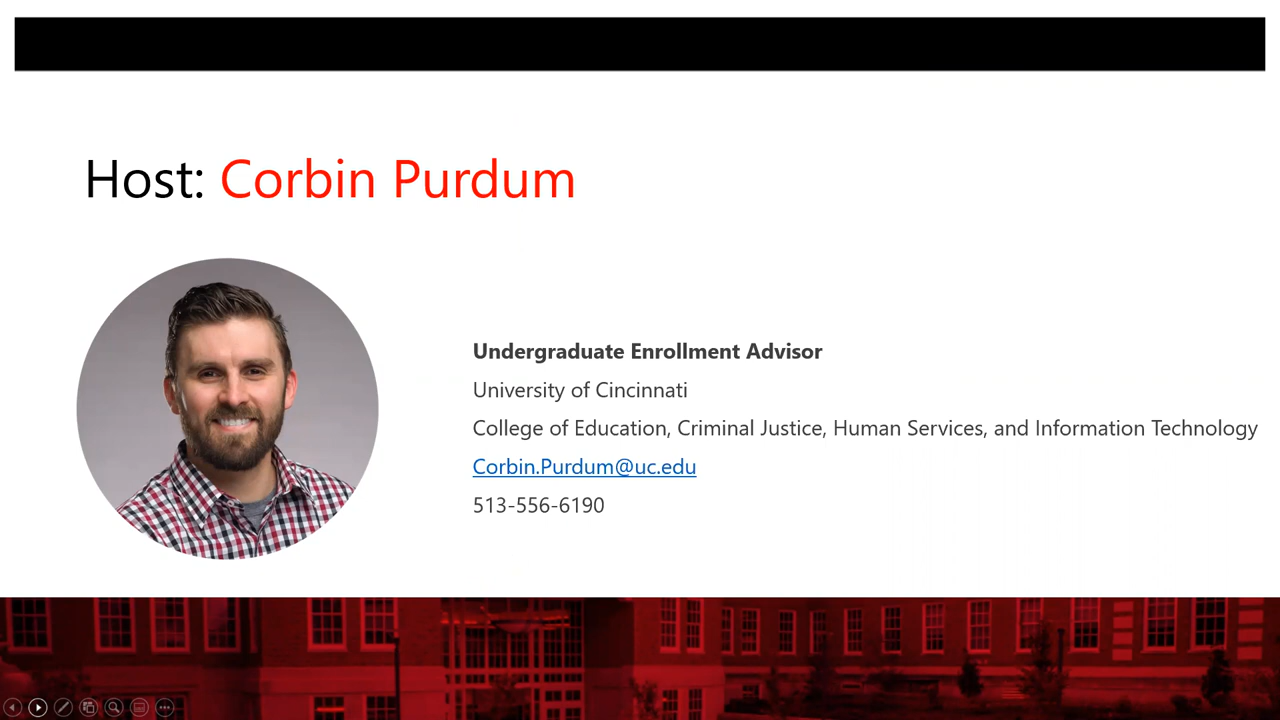 Host: Corbin Purdum
Undergraduate Enrollment Advisor
University of Cincinnati
College of Education, Criminal Justice, Human Services, and Information Technology
Corbin.Purdum@uc.edu
513-556-6190